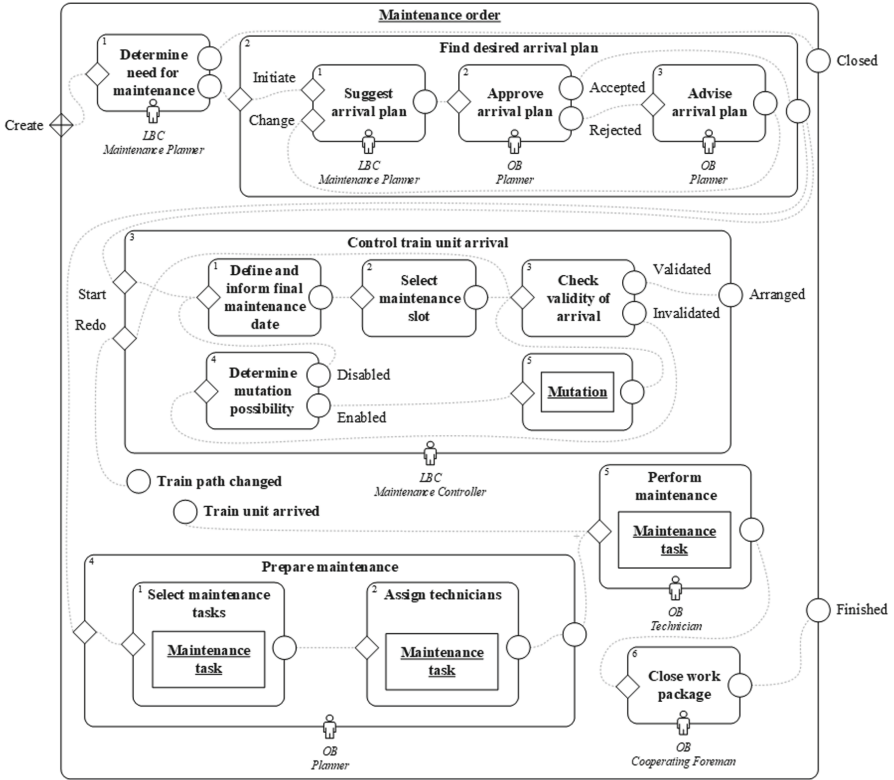 Maintenance order
1
Determine
need for
maintenance
LBC
Maintenance Planner
Create
Closed
2
Find desired arrival plan
Initiate
Change
1
Suggest
arrival plan
LBC
Maintenance Planner
2
Approve
arrival plan
OB
Planner
Accepted
Rejected
3
Advise
arrival plan
OB
Planner
3
Control train unit arrival
Start
Redo
1
Define and
inform final
maintenance
date
2
Select
maintenance
slot
3
Check
validity of
arrival
Validated
Invalidated
Arranged
4
Determine
mutation
possibility
Disabled
Enabled
5
Mutation
LBC
Maintenance Controller
Train path changed
Train unit arrived
5
Perform
maintenance
Maintenance
task
OB
Technician
4
Prepare maintenance
1
Select maintenance
tasks
Maintenance
task
2
Assign technicians
Maintenance
task
OB
Planner
Finished
6
Close work
package
OB
Cooperating Foreman